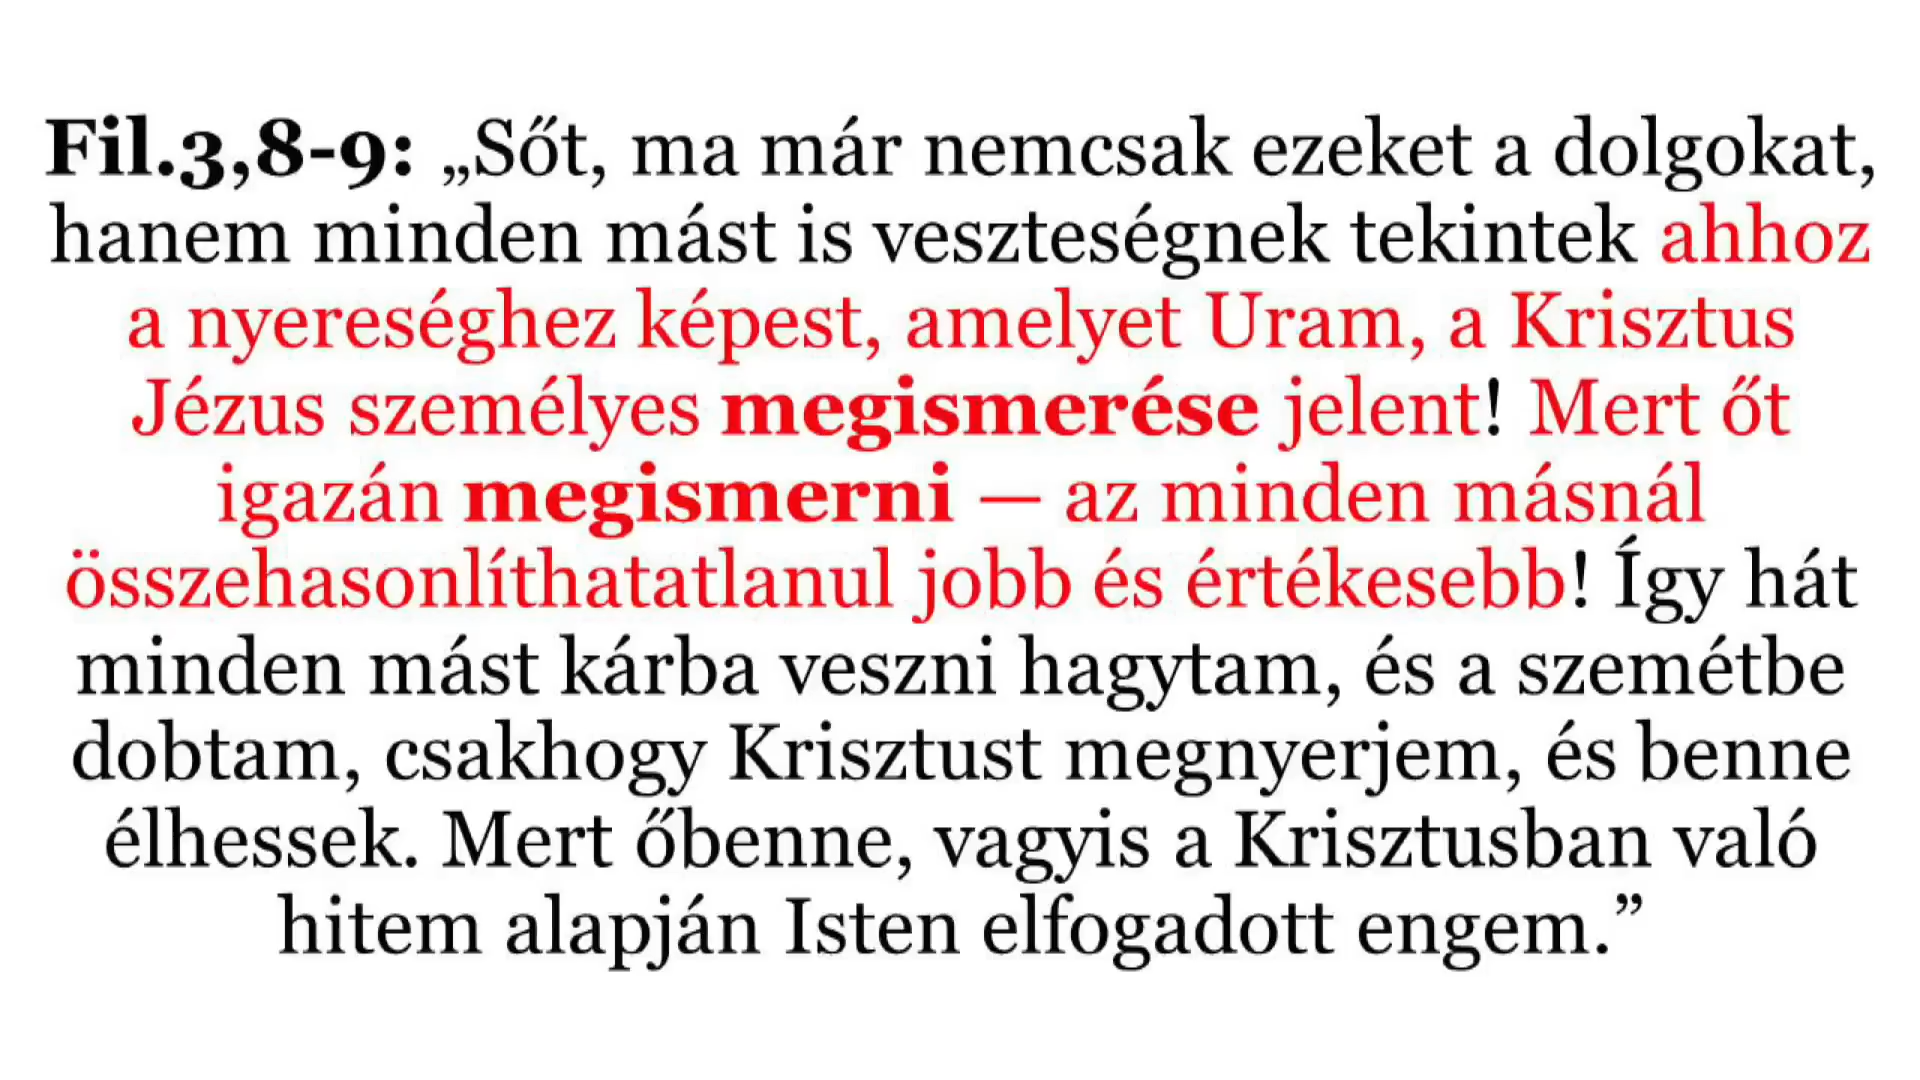 Fil.3,8-9: „Sőt, ma már nemcsak ezeket a dolgokat,
hanem minden mást is veszteségnek tekintek ahhoz
a nyereséghez képest, amelyet Uram, a Krisztus
Jézus személyes megismerése jelent! Mert őt
igazán megismerni — az minden másnál
összehasonlíthatatlanul jobb és értékesebb! Így hát
minden mást kárba veszni hagytam, és a szemétbe
dobtam, csakhogy Krisztust megnyerjem, és benne
élhessek. Mert őbenne, vagyis a Krisztusban való
hitem alapján Isten elfogadott engem.”